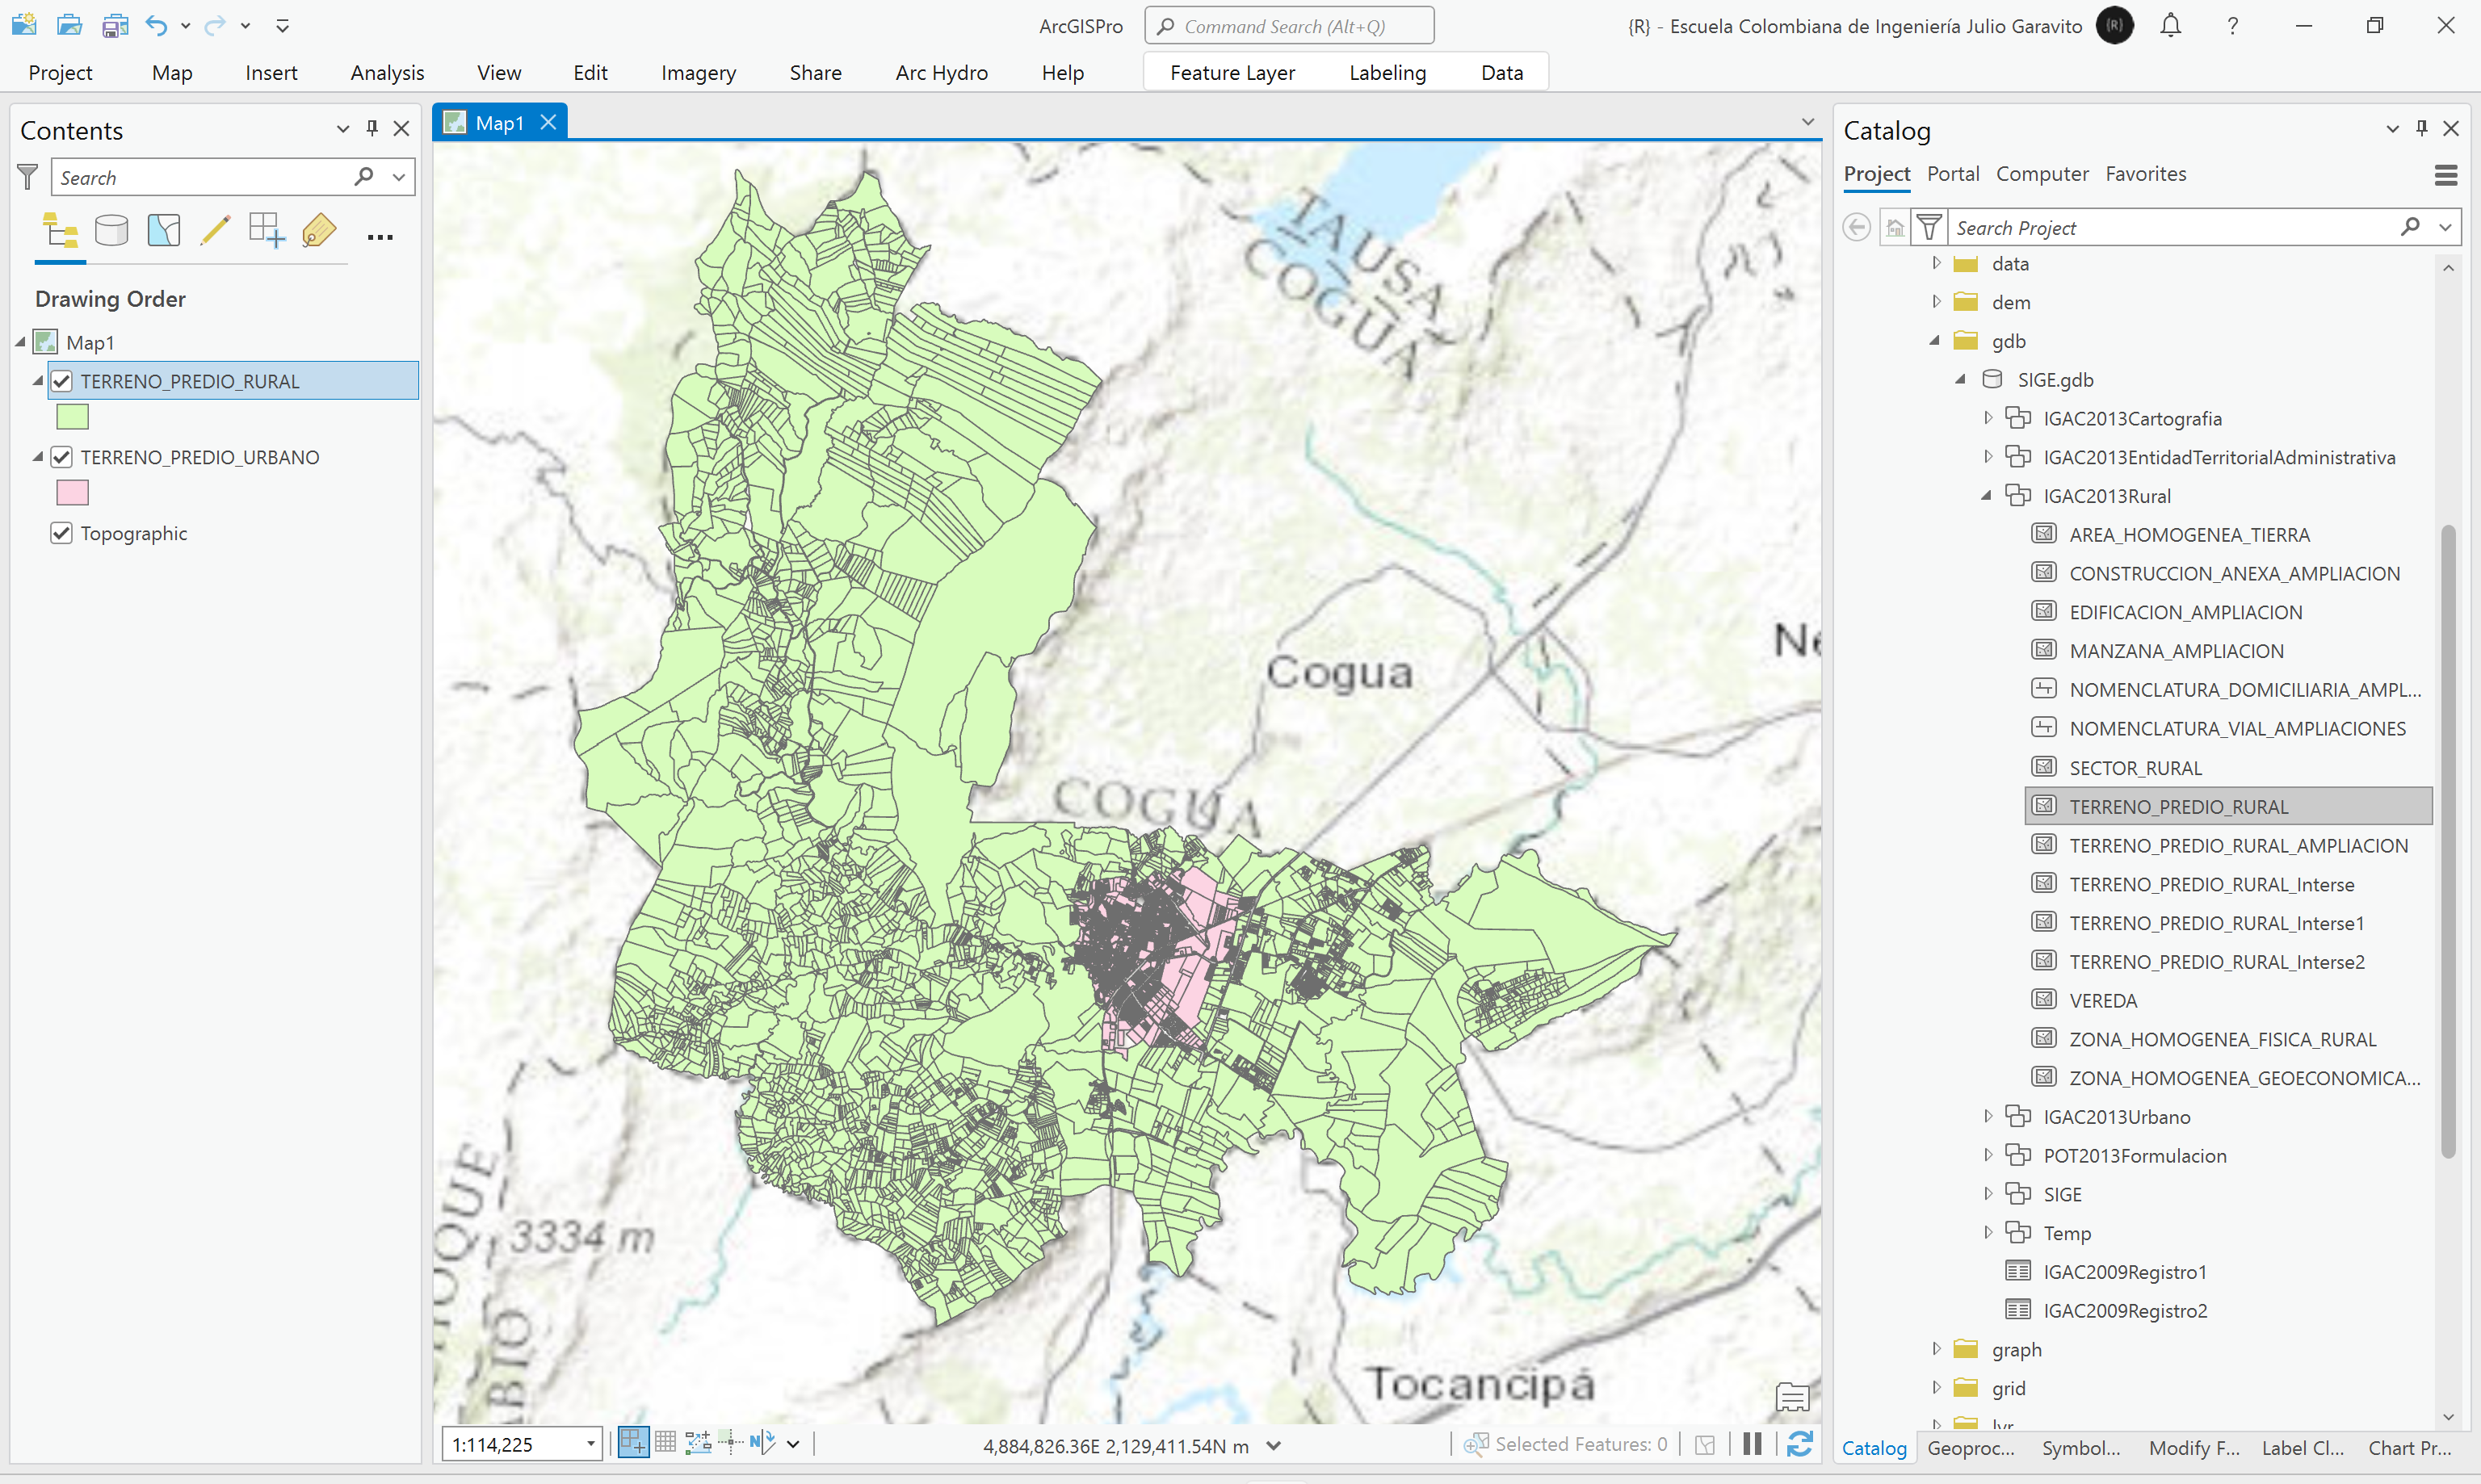 ArcGISPro
Command Search (Alt+Q)
{R} - Escuela Colombiana de Ingeniería Julio Garavito
{R}
?
Project Map Insert Analysis View Edit Imagery Share Arc Hydro Help Feature Layer Labeling Data
Contents
Search
Drawing Order
Map1
TERRENO_PREDIO_RURAL
TERRENO_PREDIO_URBANO
Topographic
Map1
TAUSA
COGUA
Cogua
Ne
COGUA
3334 m
Tocancipá
1:114,225
4,884,826.36E 2,129,411.54N m
Selected Features: 0
Catalog
Project Portal Computer Favorites
Search Project
data
dem
gdb
SIGE.gdb
IGAC2013Cartografia
IGAC2013EntidadTerritorialAdministrativa
IGAC2013Rural
AREA_HOMOGENEA_TIERRA
CONSTRUCCION_ANEXA_AMPLIACION
EDIFICACION_AMPLIACION
MANZANA_AMPLIACION
NOMENCLATURA_DOMICILIARIA_AMPL...
NOMENCLATURA_VIAL_AMPLIACIONES
SECTOR_RURAL
TERRENO_PREDIO_RURAL
TERRENO_PREDIO_RURAL_AMPLIACION
TERRENO_PREDIO_RURAL_Interse
TERRENO_PREDIO_RURAL_Interse1
TERRENO_PREDIO_RURAL_Interse2
VEREDA
ZONA_HOMOGENEA_FISICA_RURAL
ZONA_HOMOGENEA_GEOECONOMICA...
IGAC2013Urbano
POT2013Formulacion
SIGE
Temp
IGAC2009Registro1
IGAC2009Registro2
graph
grid
lyr
Catalog Geoproc... Symbol... Modify F... Label Cl... Chart Pr...